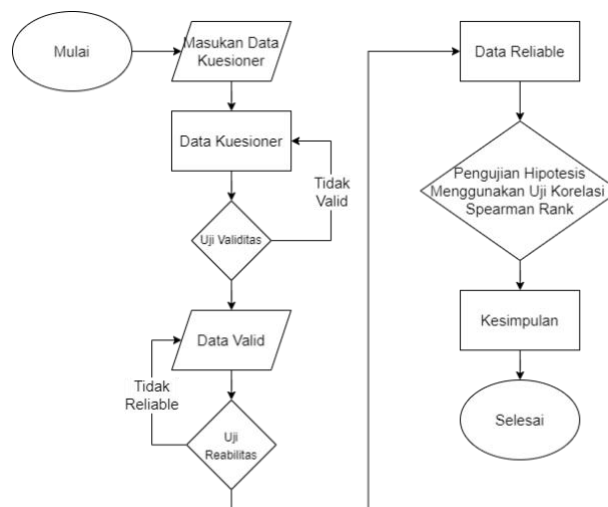 Mulai
Masukan Data
Kuesioner
Data Kuesioner
Tidak
Valid
Uji Validitas
Data Valid
Tidak
Reliable
Uji
Reabilitas
Data Reliable
Pengujian Hipotesis
Menggunakan Uji Korelasi
Spearman Rank
Kesimpulan
Selesai